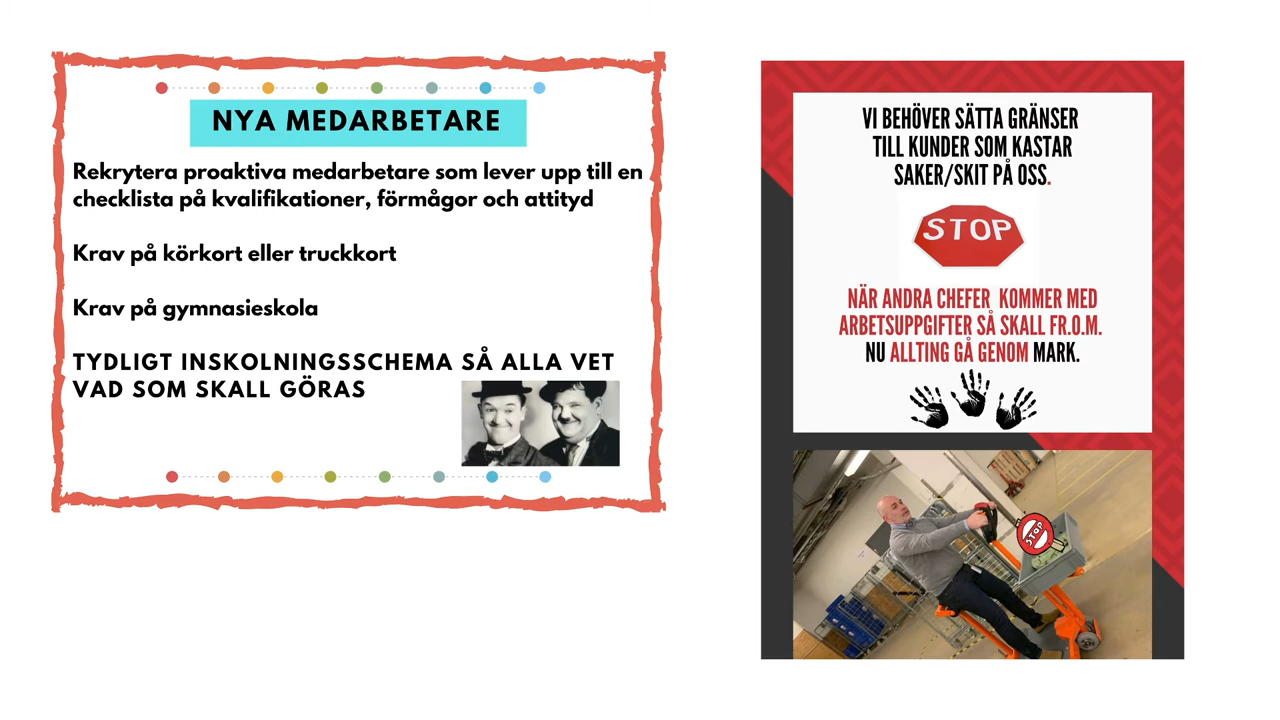 NYA MEDARBETARE
Rekrytera proaktiva medarbetare som lever upp till en
checklista på kvalifikationer, förmågor och attityd
Krav på körkort eller truckkort
Krav på gymnasieskola
TYDLIGT INSKOLNINGSSCHEMA SÅ ALLA VET
VAD SOM SKALL GÖRAS
VI BEHÖVER SÄTTA GRÄNSER
TILL KUNDER SOM KASTAR
SAKER/SKIT PÅ OSS.
STOP
NÄR ANDRA CHEFER KOMMER MED
ARBETSUPPGIFTER SÅ SKALL FR.O.M.
NU ALLTING GÅ GENOM MARK.
STOP